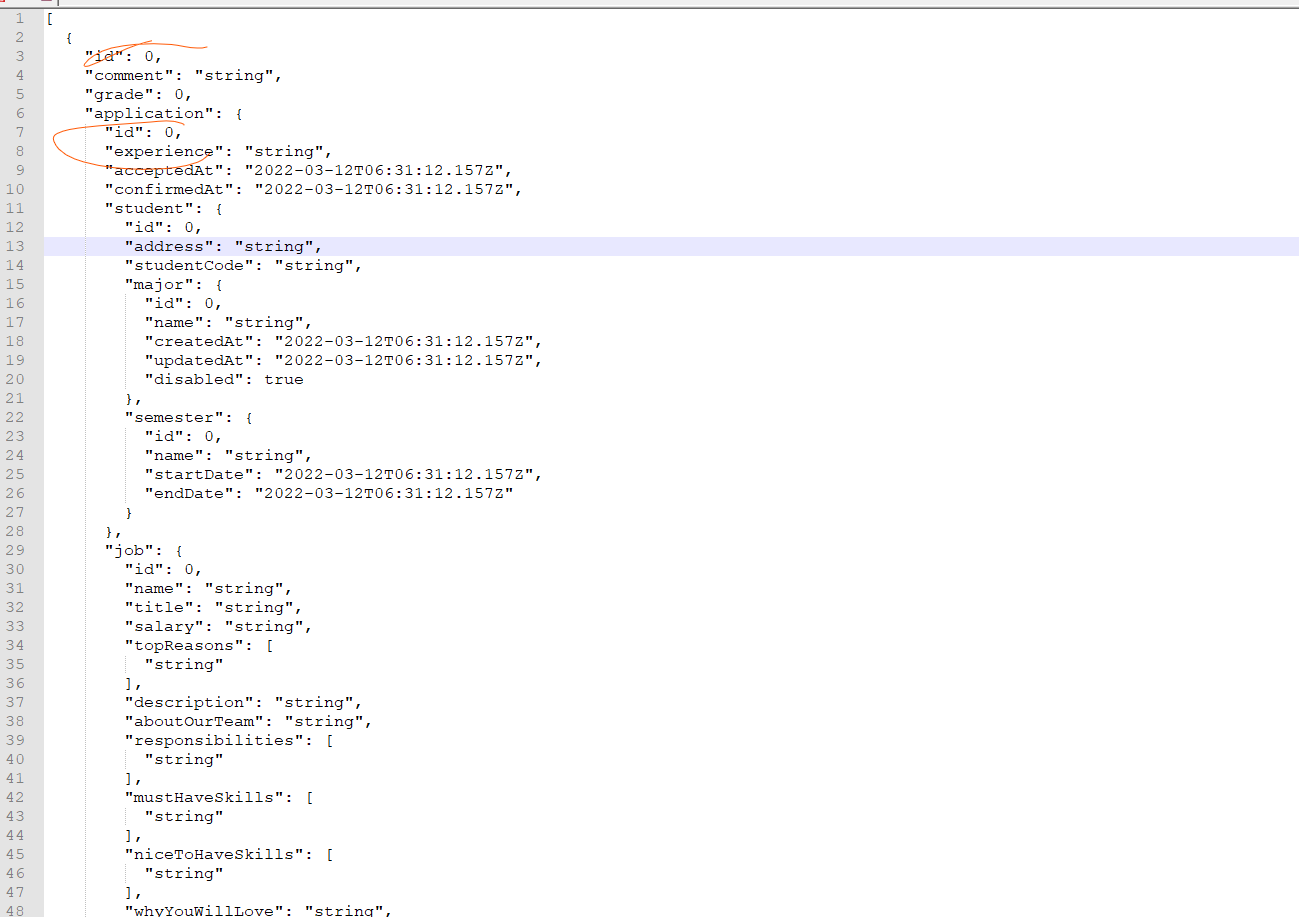 1 [
2 {
3 "id": 0,
4 "comment": "string",
5 "grade": 0,
6 "application": {
7 "id": 0,
8 "experience": "string",
9 "acceptedAt": "2022-03-12T06:31:12.157Z",
10 "confirmedAt": "2022-03-12T06:31:12.157Z",
11 "student": {
12 "id": 0,
13 "address": "string",
14 "studentCode": "string",
15 "major": {
16 "id": 0,
17 "name": "string",
18 "createdAt": "2022-03-12T06:31:12.157Z",
19 "updatedAt": "2022-03-12T06:31:12.157Z",
20 "disabled": true
21 },
22 "semester": {
23 "id": 0,
24 "name": "string",
25 "startDate": "2022-03-12T06:31:12.157Z",
26 "endDate": "2022-03-12T06:31:12.157Z"
27 }
28 },
29 "job": {
30 "id": 0,
31 "name": "string",
32 "title": "string",
33 "salary": "string",
34 "topReasons": [
35 "string"
36 ],
37 "description": "string",
38 "aboutOurTeam": "string",
39 "responsibilities": [
40 "string"
41 ],
42 "mustHaveSkills": [
43 "string"
44 ],
45 "niceToHaveSkills": [
46 "string"
47 ],
48 "whyYouWillLove": "string",